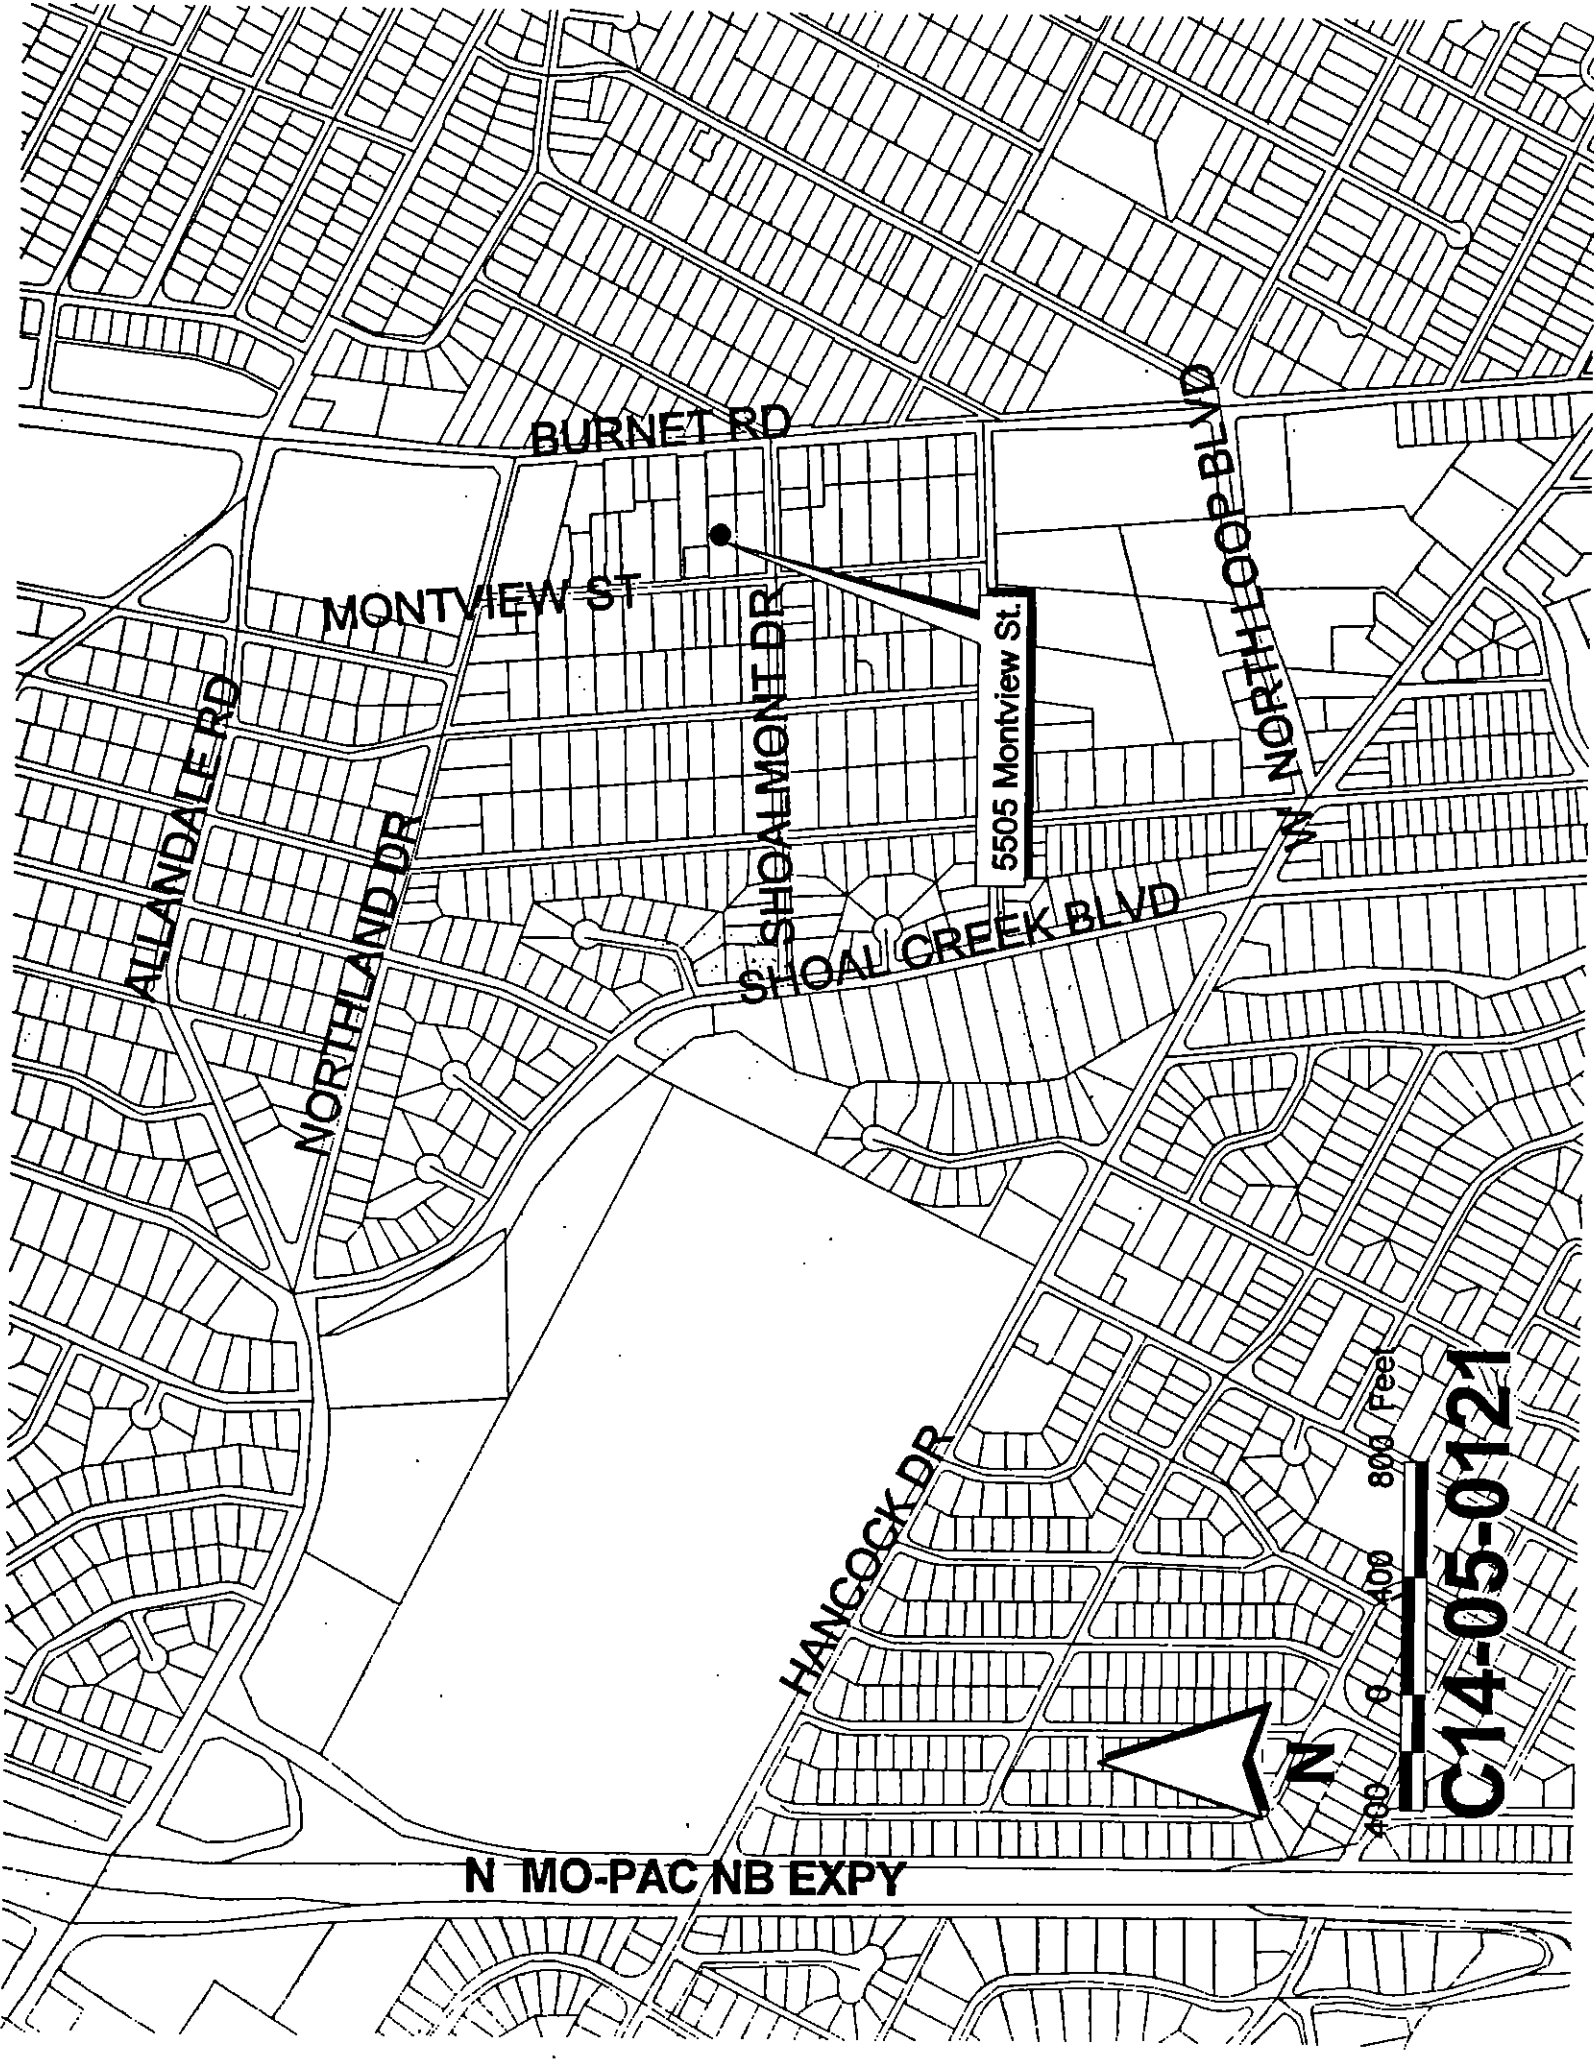 BURNET RD
MONTVIEW ST
ALLANDALE RD
NORTHLAND DR
SHOALMONT DR
5505 Montview St.
W NORTH LOOP BLVD
SHOAL CREEK BLVD
HANCOCK DR
N MO-PAC NB EXPY
N
400 0 400 800 Feet
C14-05-0121